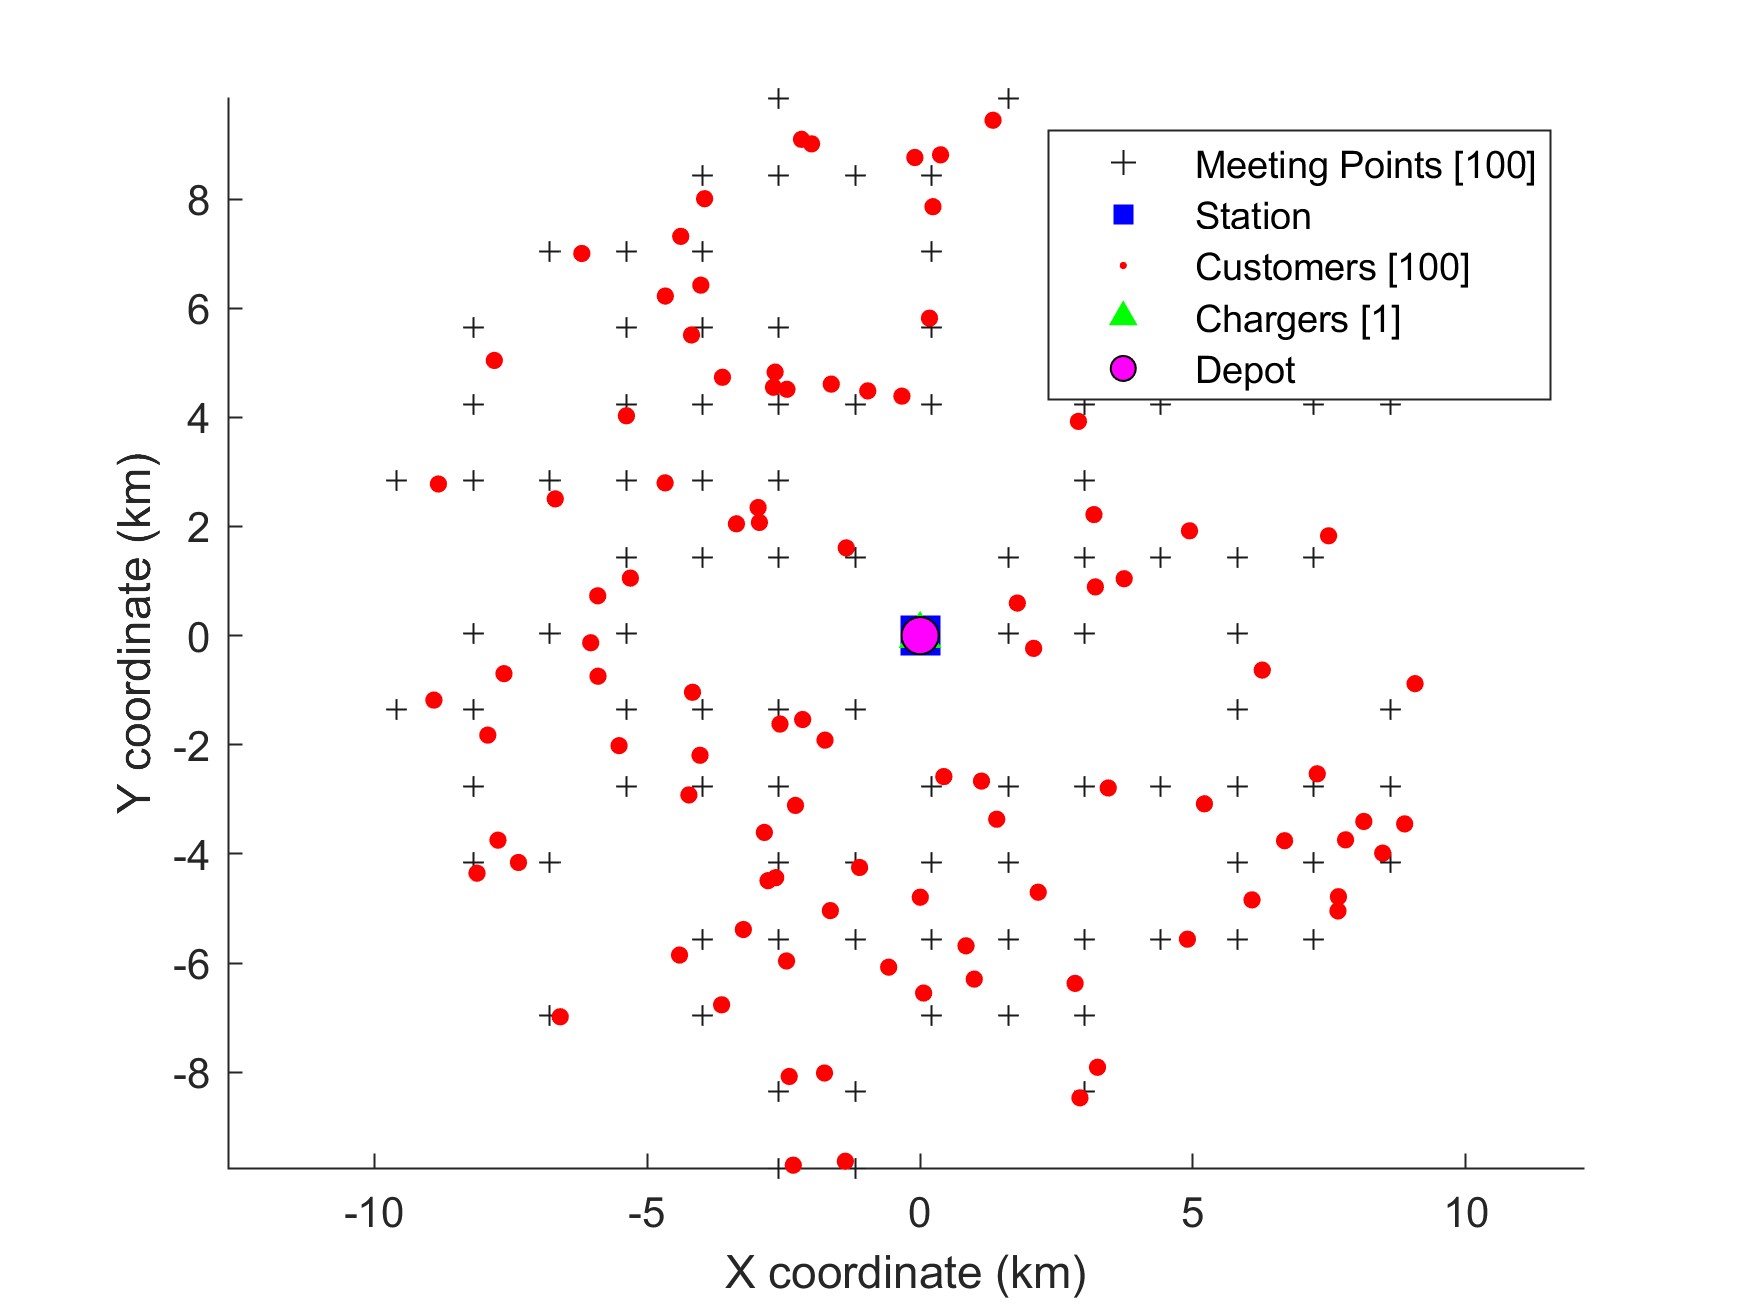 Meeting Points [100]
Station
Customers [100]
Chargers [1]
Depot
8
6
4
2
0
-2
-4
-6
-8
Y coordinate (km)
-10 -5 0 5 10
X coordinate (km)